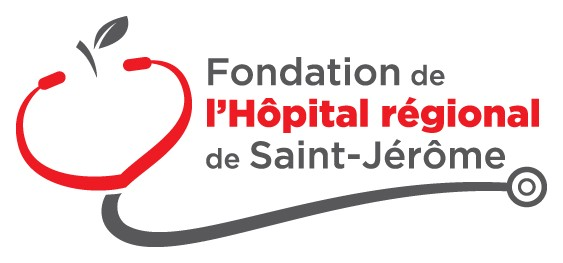 Fondation de
l'Hôpital régional
de Saint-Jérôme